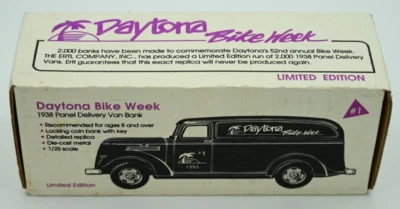 Daytona
Bike Week
2,000 banks have been made to commemorate Daytona's 52nd annual Bike Week.
THE ERTL COMPANY, INC., has produced a Limited Edition run of 2,000 1938 Panel Delivery
Vans. Ertl guarantees that this exact replica will never be produced again.
LIMITED EDITION
Daytona Bike Week
1938 Panel Delivery Van Bank
• Recommended for ages 8 and over
• Locking coin bank with key
• Detailed replica
• Die-cast metal
• 1/25 scale
Limited Edition
#1
Daytona
Bike Week
#1
1993